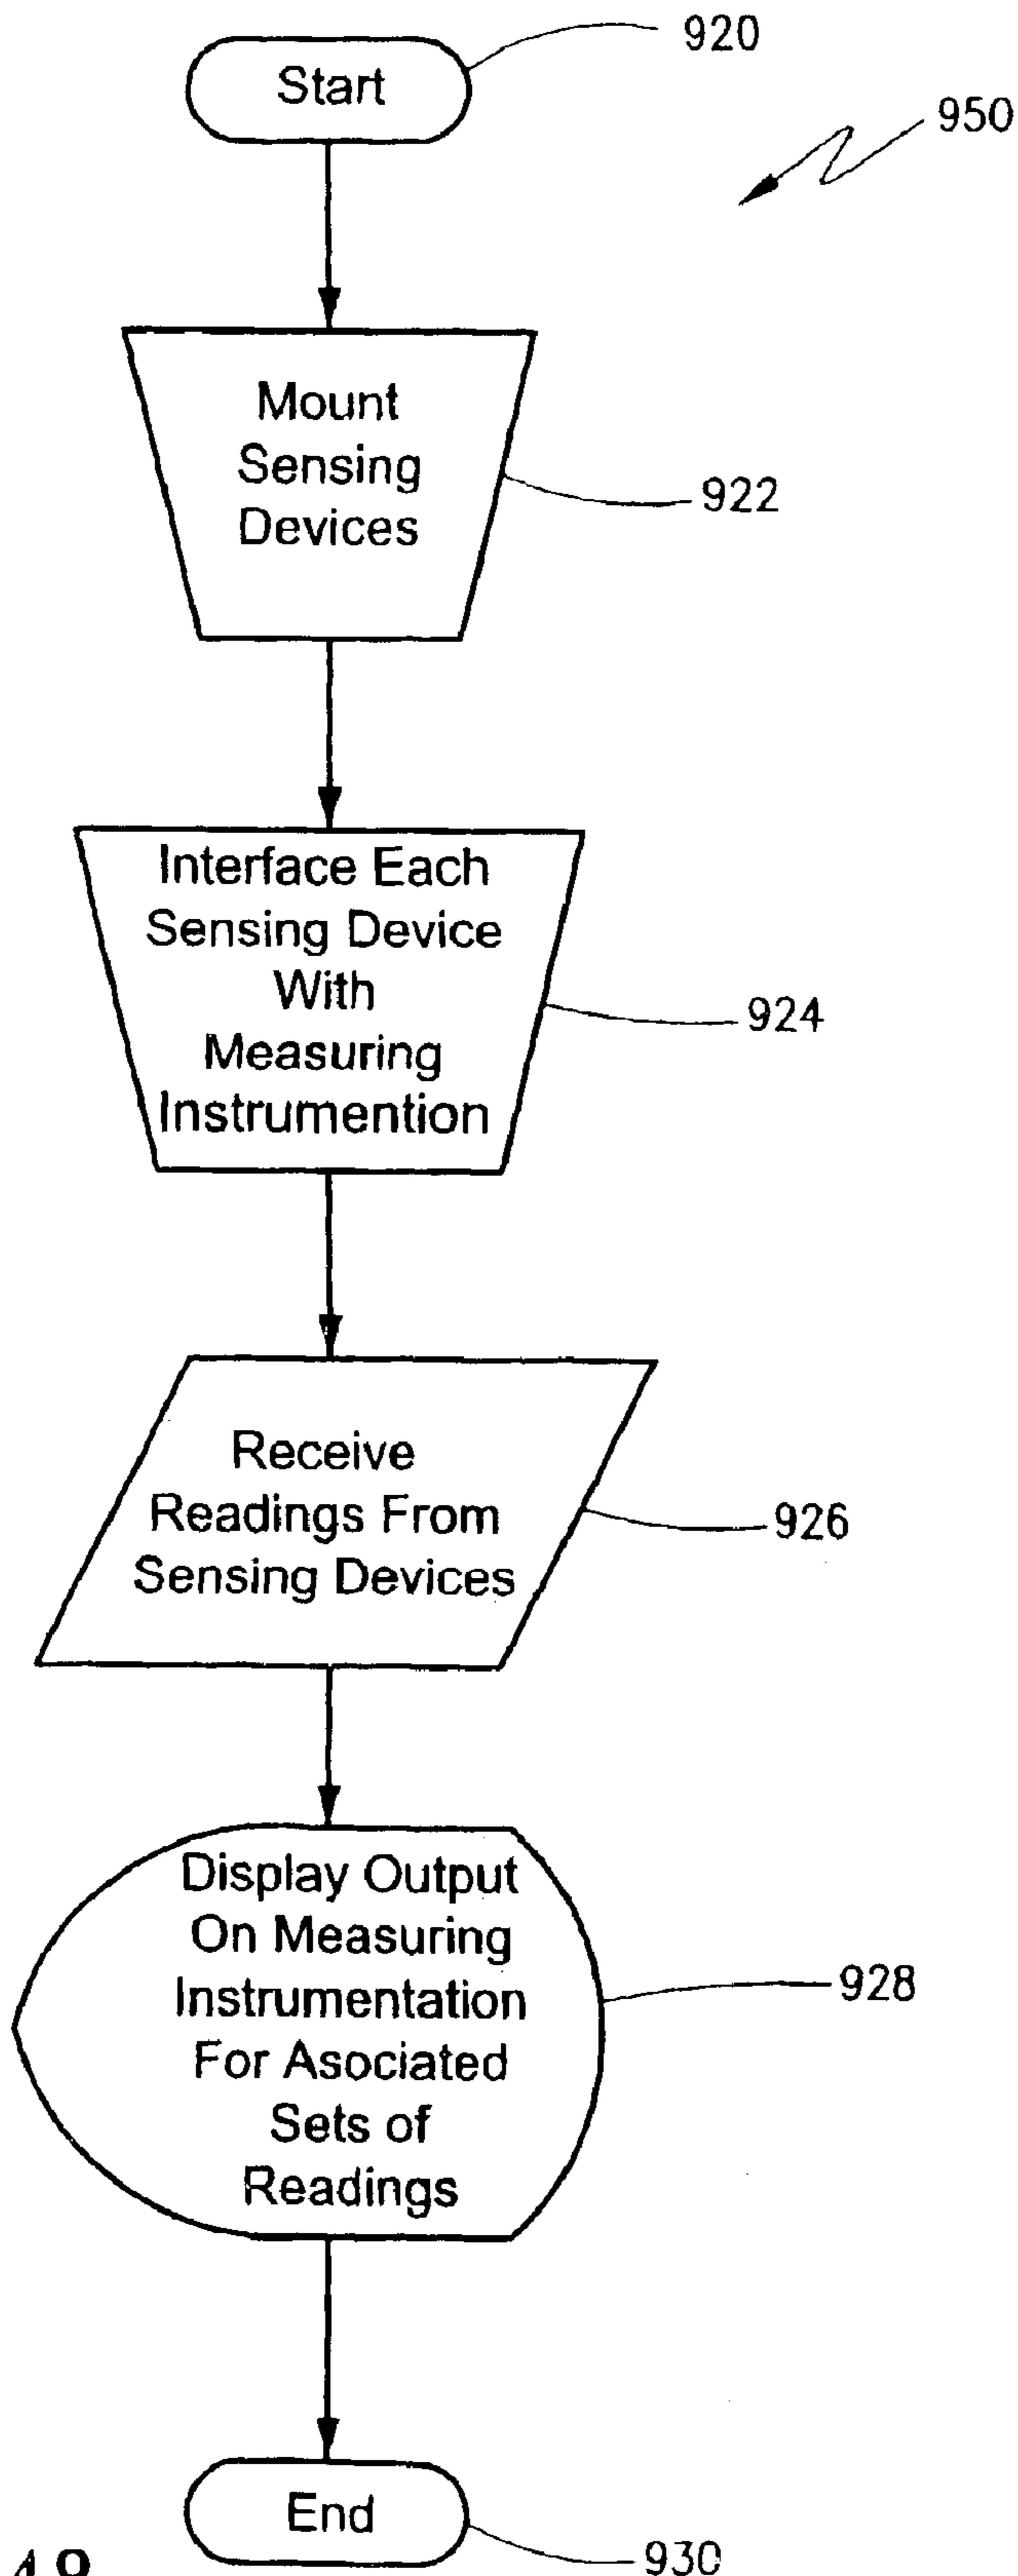 Start
920
950
Mount
Sensing
Devices
922
Interface Each
Sensing Device
With
Measuring
Instrumention
924
Receive
Readings From
Sensing Devices
926
Display Output
On Measuring
Instrumentation
For Asociated
Sets of
Readings
928
End
930